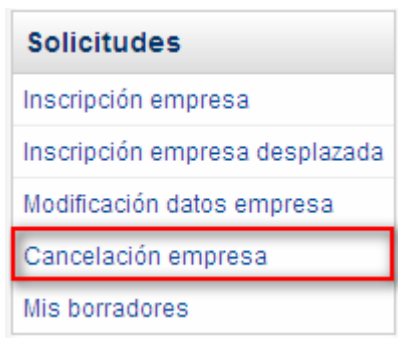 Solicitudes
Inscripción empresa
Inscripción empresa desplazada
Modificación datos empresa
Cancelación empresa
Mis borradores